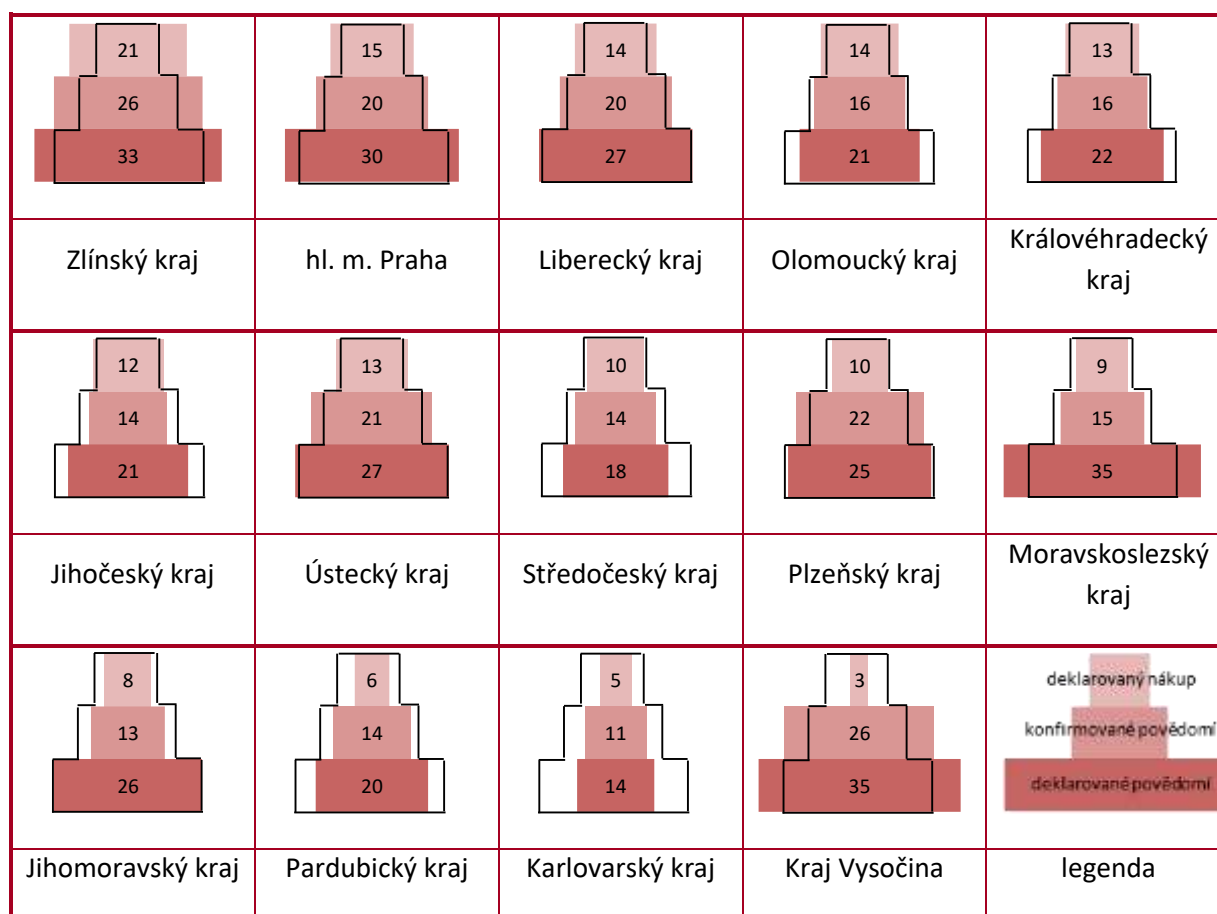 21
26
33
Zlínský kraj
15
20
30
hl. m. Praha
14
20
27
Liberecký kraj
14
16
21
Olomoucký kraj
13
16
22
Královéhradecký
kraj
12
14
21
Jihočeský kraj
13
21
27
Ústecký kraj
10
14
18
Středočeský kraj
10
22
25
Plzeňský kraj
9
15
35
Moravskoslezský
kraj
8
13
26
Jihomoravský kraj
6
14
20
Pardubický kraj
5
11
14
Karlovarský kraj
3
26
35
Kraj Vysočina
deklarovaný nákup
konfirmované povědomí
deklarované povědomí
legenda